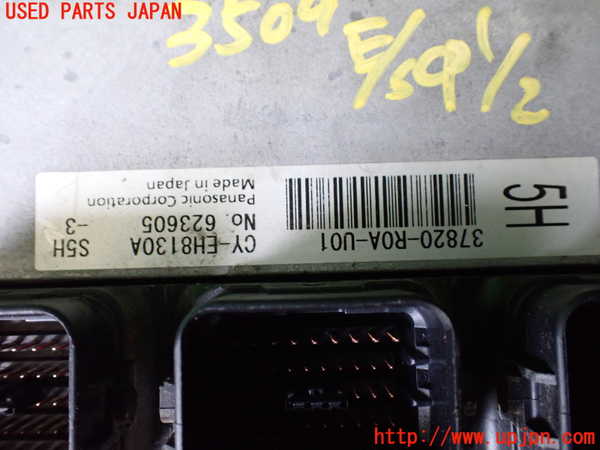 USED PARTS JAPAN
3509
E/S9 1/2
5H
37820-R0A-U01
CY-EH8130A S5H
No. 623605 -3
Panasonic Corporation
Made in Japan
http://www.upjpn.com/